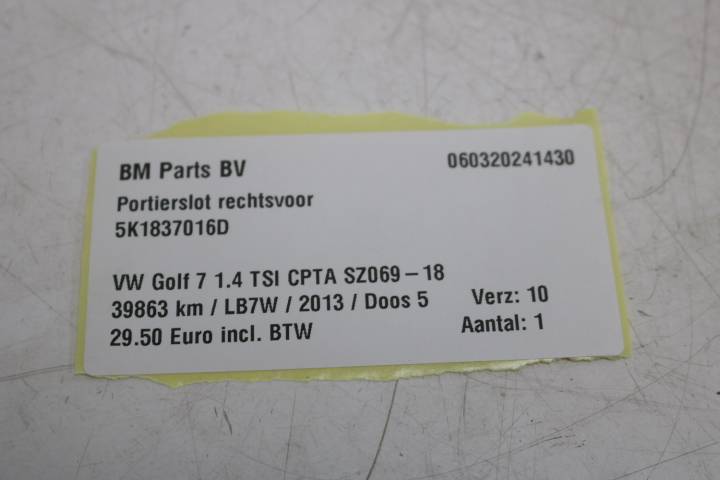 BM Parts BV 060320241430
Portierslot rechtsvoor
5K1837016D
VW Golf 7 1.4 TSI CPTA SZ069-18
39863 km / LB7W / 2013 / Doos 5 Verz: 10
29.50 Euro incl. BTW Aantal: 1